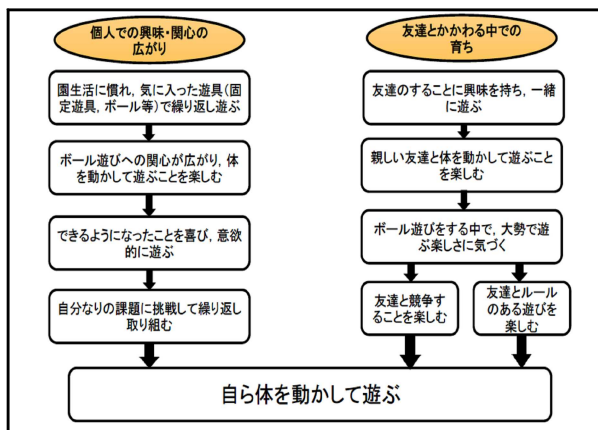 個人での興味・関心の
広がり
園生活に慣れ，気に入った遊具（固
定遊具，ボール等）で繰り返し遊ぶ
ボール遊びへの関心が広がり，体
を動かして遊ぶことを楽しむ
できるようになったことを喜び，意欲
的に遊ぶ
自分なりの課題に挑戦して繰り返し
取り組む
友達とかかわる中での
育ち
友達のすることに興味を持ち，一緒
に遊ぶ
親しい友達と体を動かして遊ぶこと
を楽しむ
ボール遊びをする中で，大勢で遊
ぶ楽しさに気づく
友達と競争す
ることを楽しむ
友達とルール
のある遊びを
楽しむ
自ら体を動かして遊ぶ